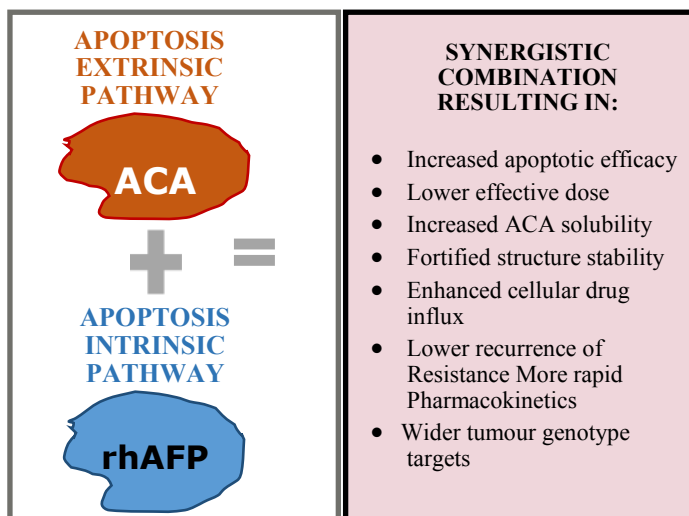 APOPTOSIS
EXTRINSIC
PATHWAY
ACA
+
=
APOPTOSIS
INTRINSIC
PATHWAY
rhAFP
SYNERGISTIC
COMBINATION
RESULTING IN:
• Increased apoptotic efficacy
• Lower effective dose
• Increased ACA solubility
• Fortified structure stability
• Enhanced cellular drug
influx
• Lower recurrence of
Resistance More rapid
Pharmacokinetics
• Wider tumour genotype
targets